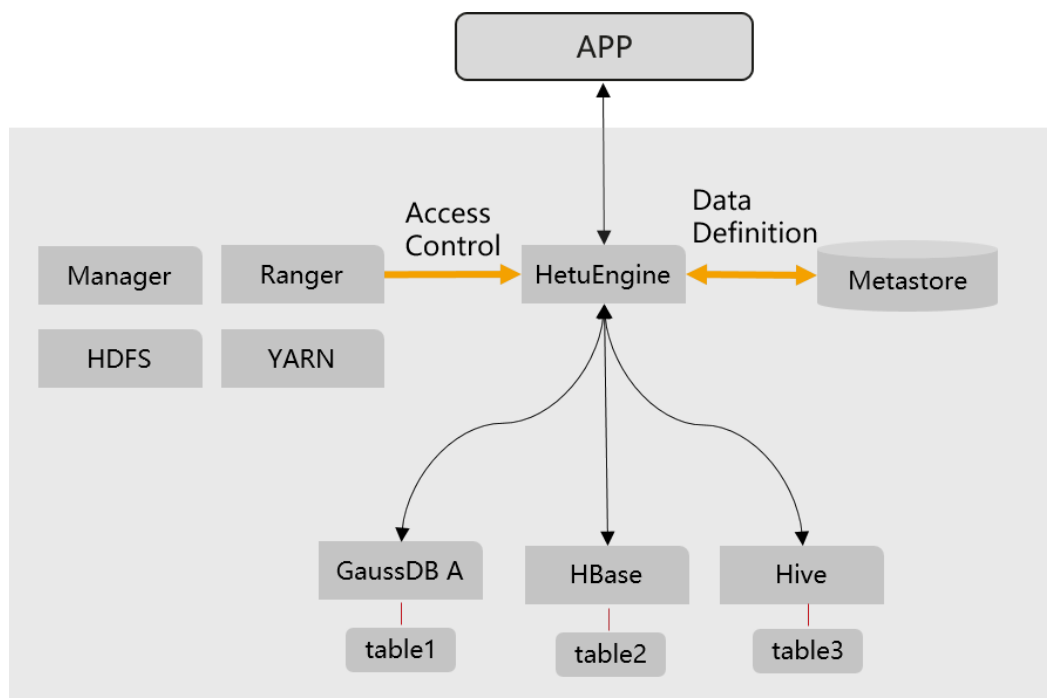 APP
Access
Control
Data
Definition
Manager
Ranger
HetuEngine
Metastore
HDFS
YARN
GaussDB A
HBase
Hive
table1
table2
table3